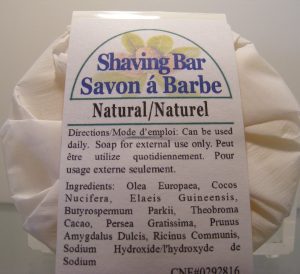 Shaving Bar
Savon á Barbe
Natural/Naturel
Directions/Mode d'emploi: Can be used
daily. Soap for external use only. Peut
être utilize quotidiennement. Pour
usage externe seulement.
Ingredients: Olea Europaea, Cocos
Nucifera, Elaeis Guineensis,
Butyrospermum Parkii, Theobroma
Cacao, Persea Gratissima, Prunus
Amygdalus Dulcis, Ricinus Communis,
Sodium Hydroxide/l'hydroxyde de
Sodium
CNF#0292816